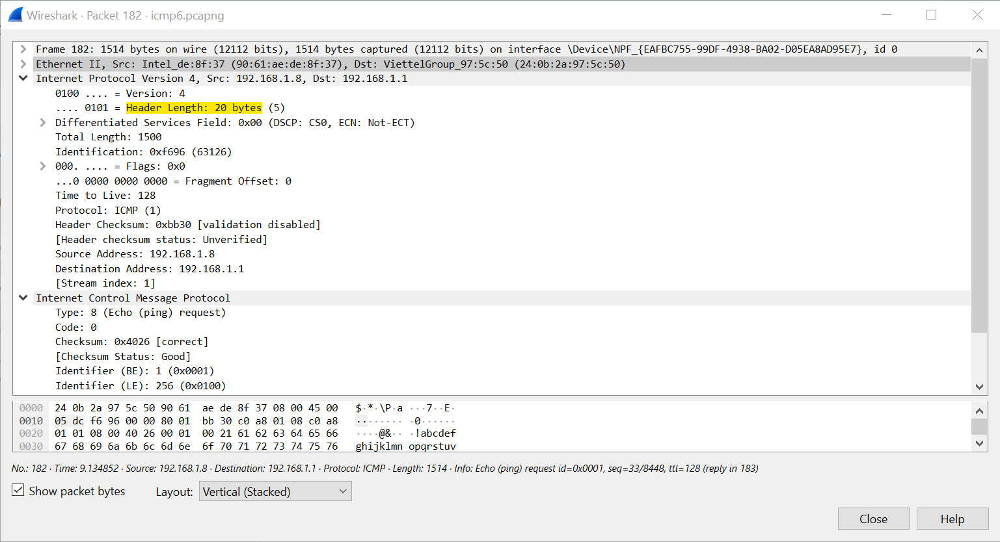 Wireshark · Packet 182 · icmp6.pcapng
Frame 182: 1514 bytes on wire (12112 bits), 1514 bytes captured (12112 bits) on interface \Device\NPF_{EAFBC755-99DF-4938-BA02-D05EA8AD95E7}, id 0
Ethernet II, Src: Intel_de:8f:37 (90:61:ae:de:8f:37), Dst: ViettelGroup_97:5c:50 (24:0b:2a:97:5c:50)
Internet Protocol Version 4, Src: 192.168.1.8, Dst: 192.168.1.1
0100 .... = Version: 4
.... 0101 = Header Length: 20 bytes (5)
Differentiated Services Field: 0x00 (DSCP: CS0, ECN: Not-ECT)
Total Length: 1500
Identification: 0xf696 (63126)
000. .... = Flags: 0x0
...0 0000 0000 0000 = Fragment Offset: 0
Time to Live: 128
Protocol: ICMP (1)
Header Checksum: 0xbb30 [validation disabled]
[Header checksum status: Unverified]
Source Address: 192.168.1.8
Destination Address: 192.168.1.1
[Stream index: 1]
Internet Control Message Protocol
Type: 8 (Echo (ping) request)
Code: 0
Checksum: 0x4026 [correct]
[Checksum Status: Good]
Identifier (BE): 1 (0x0001)
Identifier (LE): 256 (0x0100)
0000 24 0b 2a 97 5c 50 90 61 ae de 8f 37 08 00 45 00 $·*·\P·a ···7··E·
0010 05 dc f6 96 00 00 80 01 bb 30 c0 a8 01 08 c0 a8 ········ ·0······
0020 01 01 08 00 40 26 00 01 00 21 61 62 63 64 65 66 ····@&·· ·!abcdef
0030 67 68 69 6a 6b 6c 6d 6e 6f 70 71 72 73 74 75 76 ghijklmn opqrstuv
No.: 182 · Time: 9.134852 · Source: 192.168.1.8 · Destination: 192.168.1.1 · Protocol: ICMP · Length: 1514 · Info: Echo (ping) request id=0x0001, seq=33/8448, ttl=128 (reply in 183)
Show packet bytes Layout: Vertical (Stacked)
Close Help